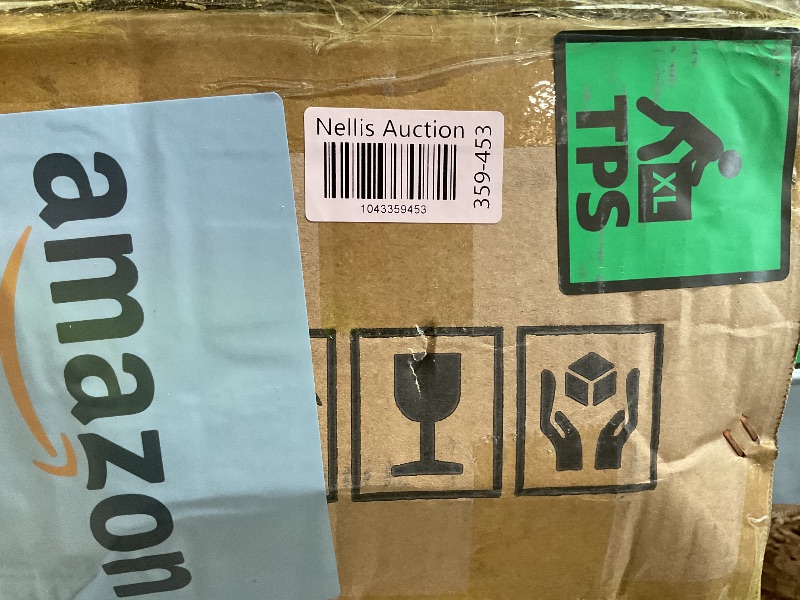 amazon
Nellis Auction
1043359453
359-453
TPS
XL